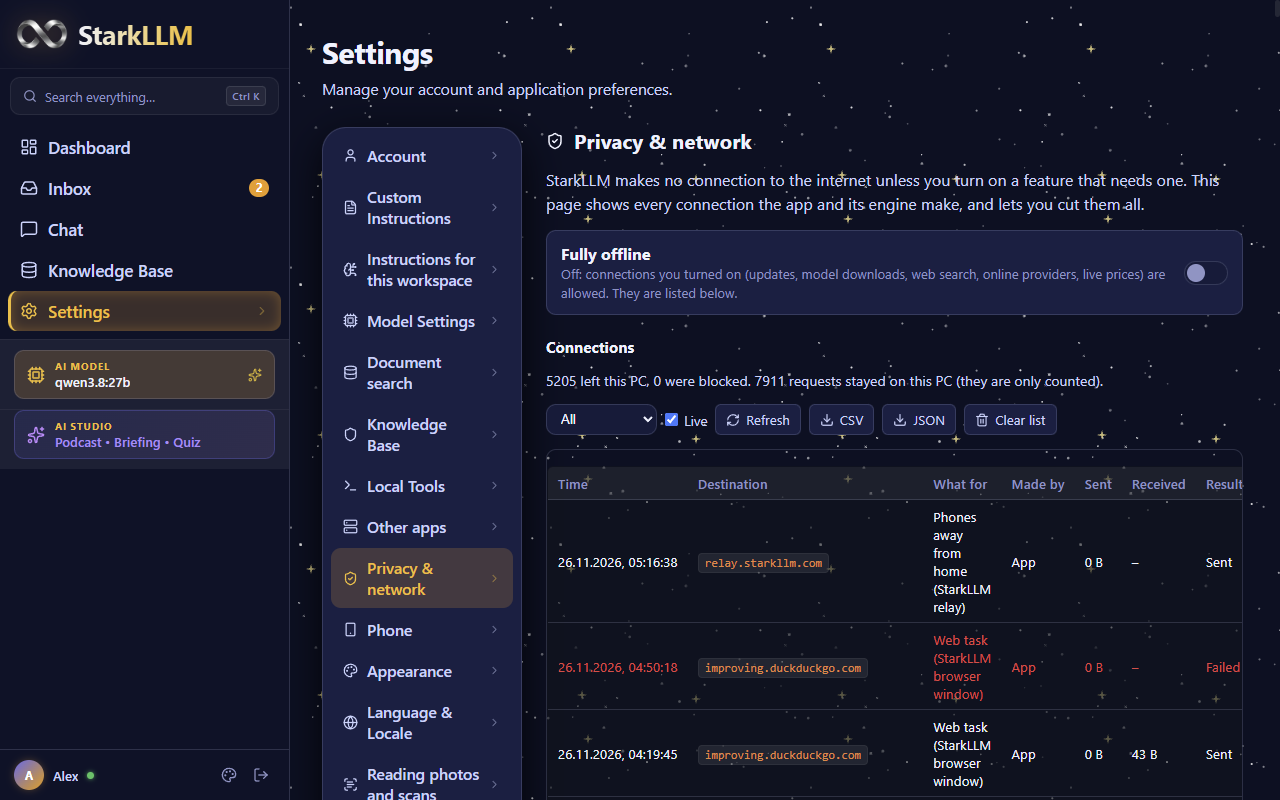 StarkLLM
Search everything...
Ctrl K
Dashboard
Inbox
2
Chat
Knowledge Base
Settings
AI MODEL
qwen3.8:27b
AI STUDIO
Podcast • Briefing • Quiz
A
Alex
Settings
Manage your account and application preferences.
Account
Custom
Instructions
Instructions for
this workspace
Model Settings
Document
search
Knowledge
Base
Local Tools
Other apps
Privacy &
network
Phone
Appearance
Language &
Locale
Reading photos
and scans
Privacy & network
StarkLLM makes no connection to the internet unless you turn on a feature that needs one. This
page shows every connection the app and its engine make, and lets you cut them all.
Fully offline
Off: connections you turned on (updates, model downloads, web search, online providers, live prices) are
allowed. They are listed below.
Connections
5205 left this PC, 0 were blocked. 7911 requests stayed on this PC (they are only counted).
All
Live
Refresh
CSV
JSON
Clear list
Time Destination What for Made by Sent Received Result
26.11.2026, 05:16:38 relay.starkllm.com
Phones
away
from
home
(StarkLLM
relay)
App 0 B – Sent
26.11.2026, 04:50:18 improving.duckduckgo.com
Web task
(StarkLLM
browser
window)
App 0 B – Failed
26.11.2026, 04:19:45 improving.duckduckgo.com
Web task
(StarkLLM
browser
window)
App 0 B 43 B Sent